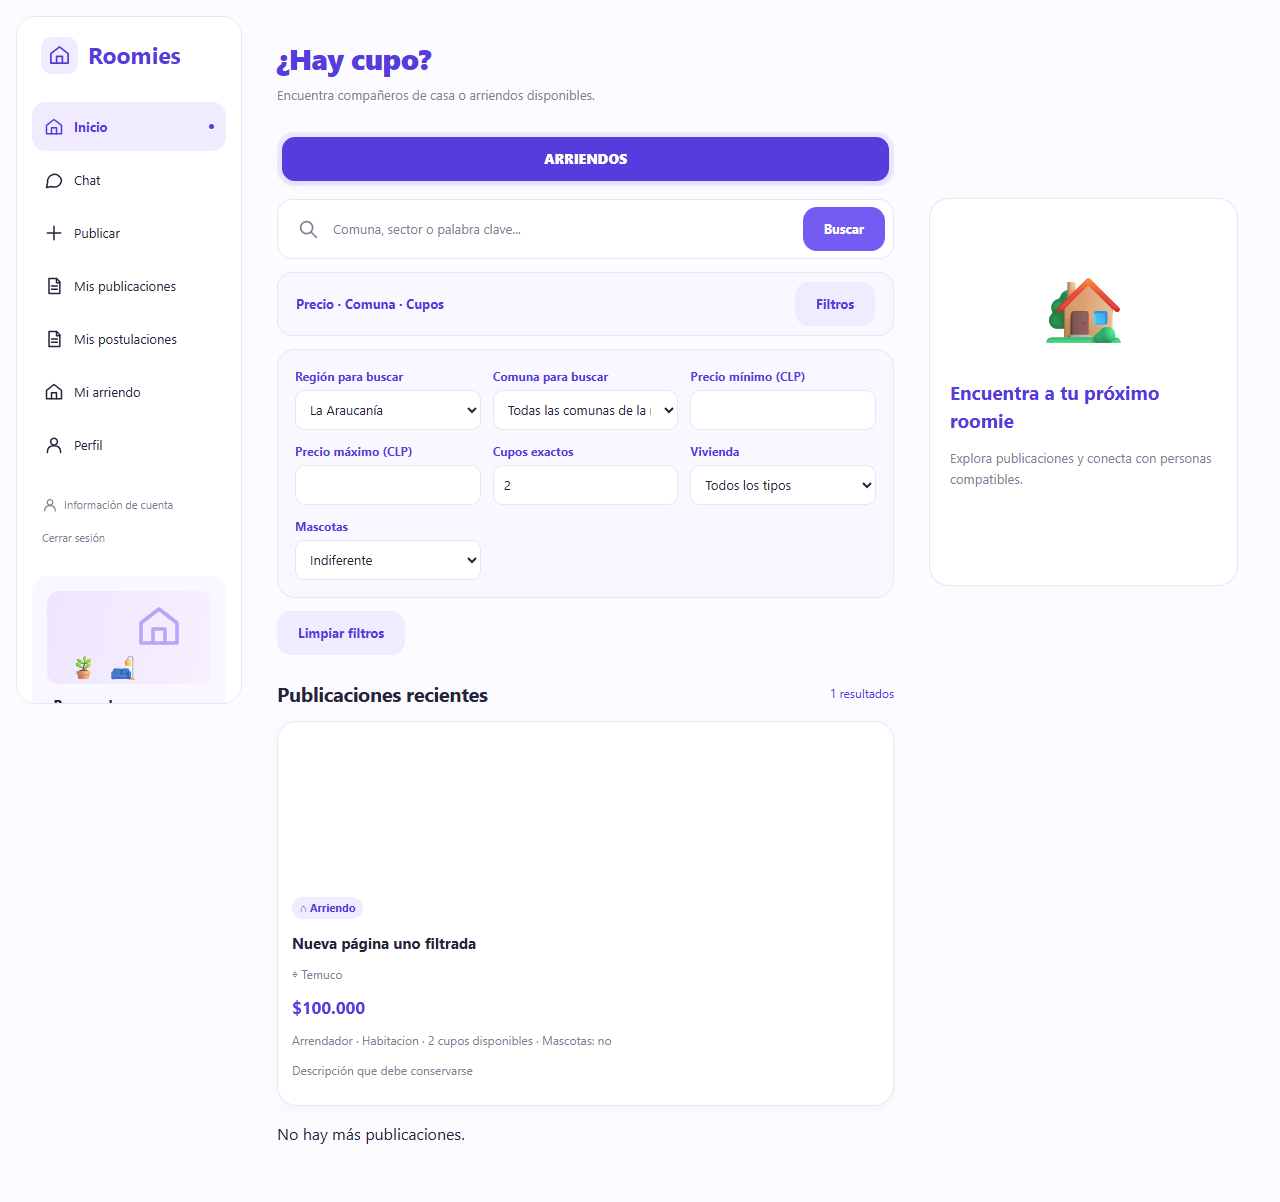 Roomies
Inicio
Chat
Publicar
Mis publicaciones
Mis postulaciones
Mi arriendo
Perfil
Información de cuenta
Cerrar sesión
¿Hay cupo?
Encuentra compañeros de casa o arriendos disponibles.
ARRIENDOS
Comuna, sector o palabra clave...
Buscar
Precio · Comuna · Cupos
Filtros
Región para buscar
La Araucanía
Comuna para buscar
Todas las comunas de la
Precio mínimo (CLP)
Precio máximo (CLP)
Cupos exactos
2
Vivienda
Todos los tipos
Mascotas
Indiferente
Limpiar filtros
Publicaciones recientes
1 resultados
Arriendo
Nueva página uno filtrada
Temuco
$100.000
Arrendador · Habitacion · 2 cupos disponibles · Mascotas: no
Descripción que debe conservarse
No hay más publicaciones.
Encuentra a tu próximo
roomie
Explora publicaciones y conecta con personas
compatibles.